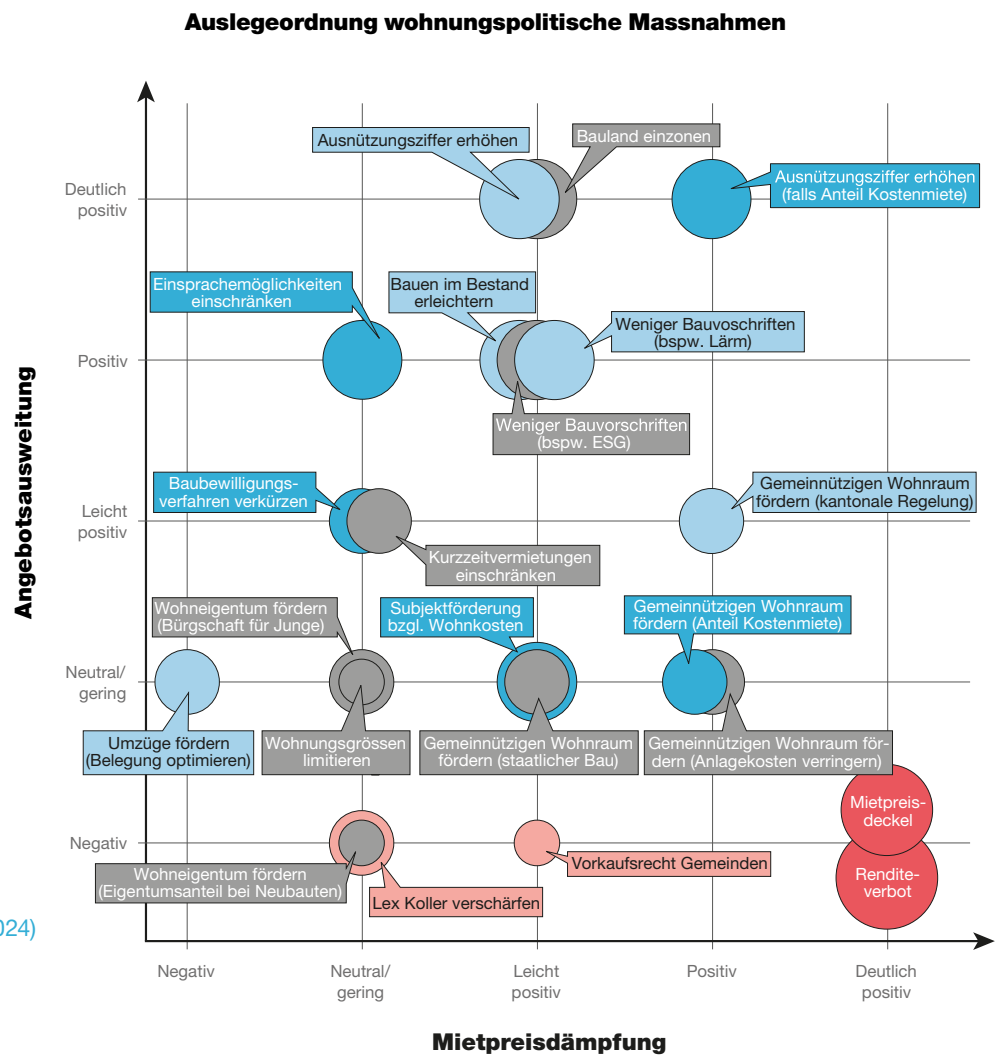 Auslegeordnung wohnungspolitische Massnahmen
Angebotsausweitung
Deutlich
positiv
Positiv
Leicht
positiv
Neutral/
gering
Negativ
Ausnützungsziffer erhöhen
Bauland einzonen
Ausnützungsziffer erhöhen
(falls Anteil Kostenmiete)
Einsprachemöglichkeiten
einschränken
Bauen im Bestand
erleichtern
Weniger Bauvoschriften
(bspw. Lärm)
Weniger Bauvorschriften
(bspw. ESG)
Baubewilligungs-
verfahren verkürzen
Kurzzeitvermietungen
einschränken
Gemeinnützigen Wohnraum
fördern (kantonale Regelung)
Wohneigentum fördern
(Bürgschaft für Junge)
Subjektförderung
bzgl. Wohnkosten
Gemeinnützigen Wohnraum
fördern (Anteil Kostenmiete)
Umzüge fördern
(Belegung optimieren)
Wohnungsgrössen
limitieren
Gemeinnützigen Wohnraum
fördern (staatlicher Bau)
Gemeinnützigen Wohnraum för-
dern (Anlagekosten verringern)
Mietpreis-
deckel
Rendite-
verbot
Vorkaufsrecht Gemeinden
Wohneigentum fördern
(Eigentumsanteil bei Neubauten)
Lex Koller verschärfen
024)
Negativ
Neutral/
gering
Leicht
positiv
Positiv
Deutlich
positiv
Mietpreisdämpfung